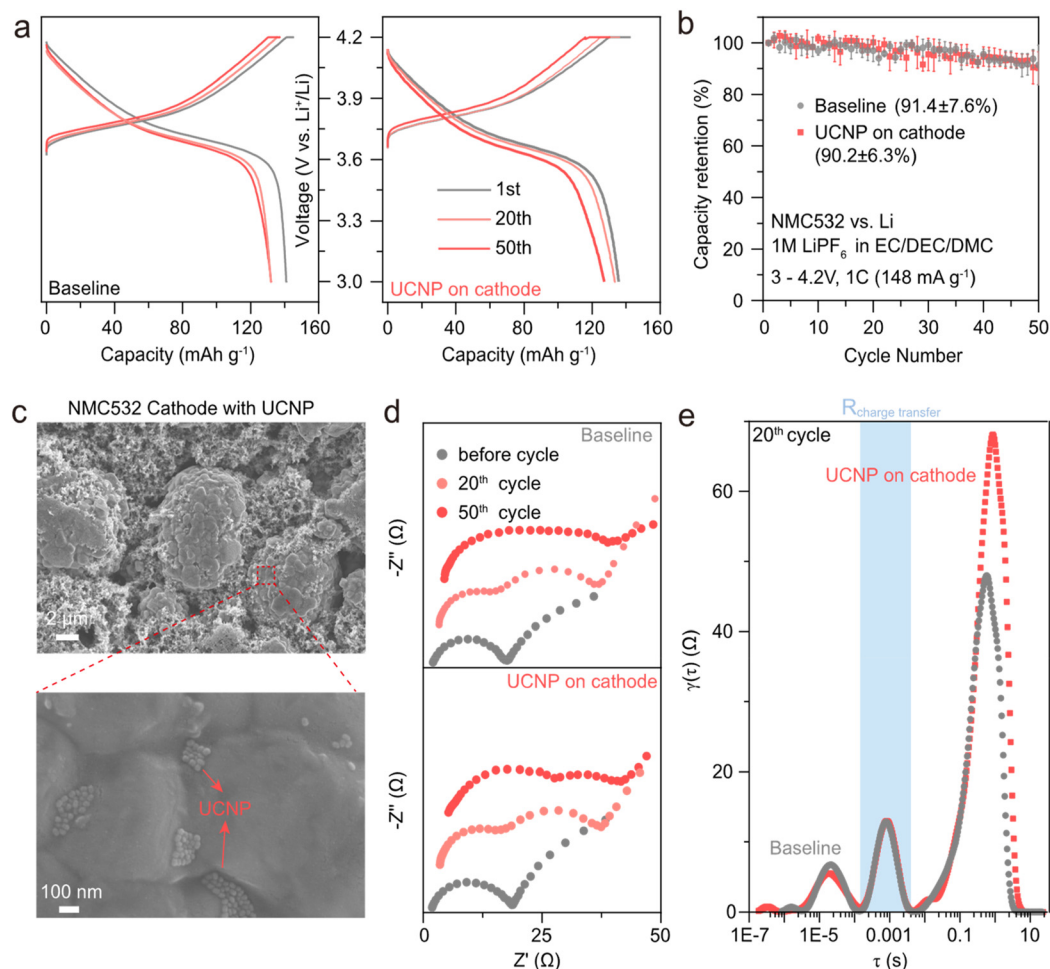 a
Voltage (V vs. Li⁺/Li)
4.2
3.9
3.6
3.3
3.0
Baseline
0 40 80 120 160
Capacity (mAh g⁻¹)
1st
20th
50th
UCNP on cathode
0 40 80 120 160
Capacity (mAh g⁻¹)
b
Capacity retention (%)
100
80
60
40
20
0
Baseline (91.4±7.6%)
UCNP on cathode
(90.2±6.3%)
NMC532 vs. Li
1M LiPF₆ in EC/DEC/DMC
3 - 4.2V, 1C (148 mA g⁻¹)
0 10 20 30 40 50
Cycle Number
c
NMC532 Cathode with UCNP
2 μm
UCNP
100 nm
d
Baseline
before cycle
20ᵗʰ cycle
50ᵗʰ cycle
-Z'' (Ω)
UCNP on cathode
-Z'' (Ω)
0 25 50
Z' (Ω)
e
R_charge transfer
20ᵗʰ cycle
UCNP on cathode
Baseline
γ(τ) (Ω)
60
40
20
0
1E-7 1E-5 0.001 0.1 10
τ (s)